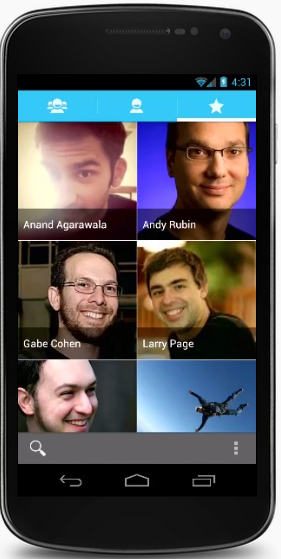 4:31
Anand Agarawala
Andy Rubin
Gabe Cohen
Larry Page